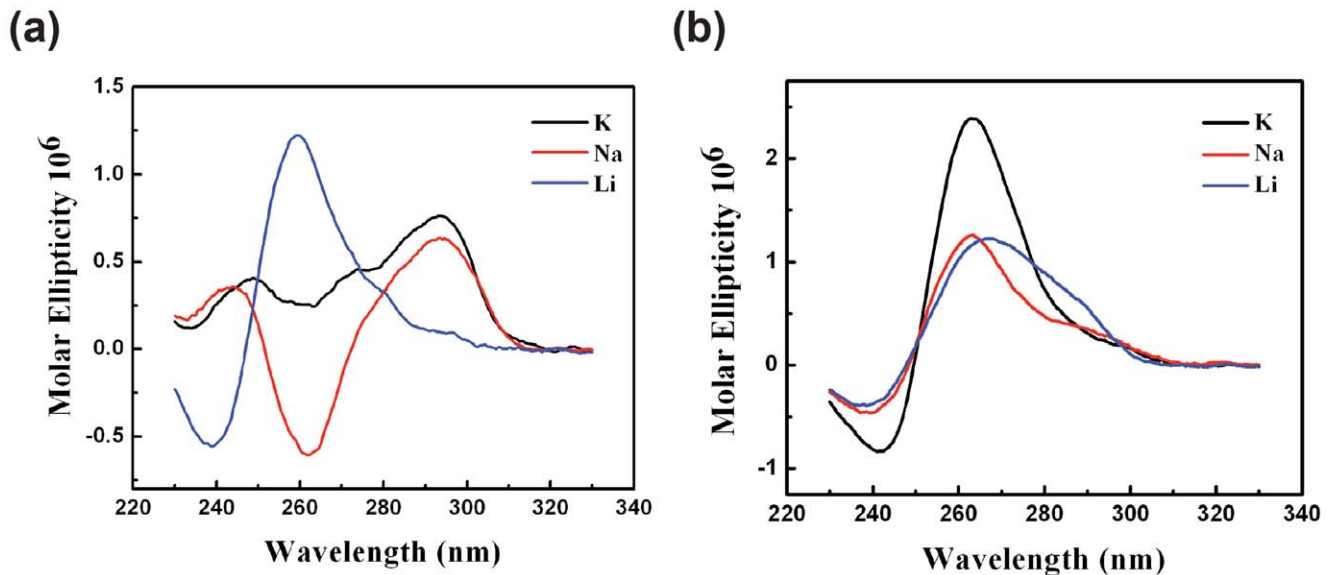 (a)
1.5
1.0
0.5
0.0
-0.5
220 240 260 280 300 320 340
Molar Ellipticity 10^6
Wavelength (nm)
K
Na
Li
(b)
2
1
0
-1
220 240 260 280 300 320 340
Molar Ellipticity 10^6
Wavelength (nm)
K
Na
Li